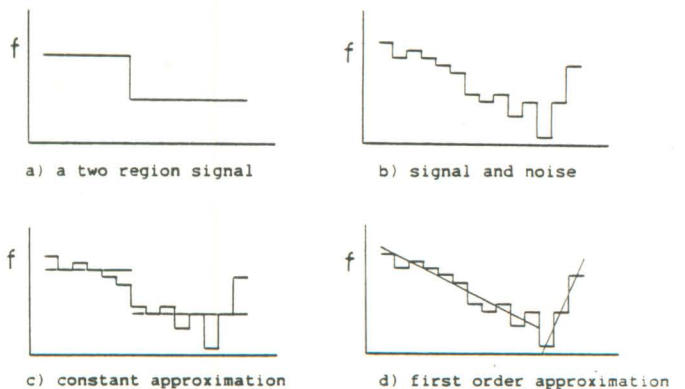 f
a) a two region signal
f
b) signal and noise
f
c) constant approximation
f
d) first order approximation